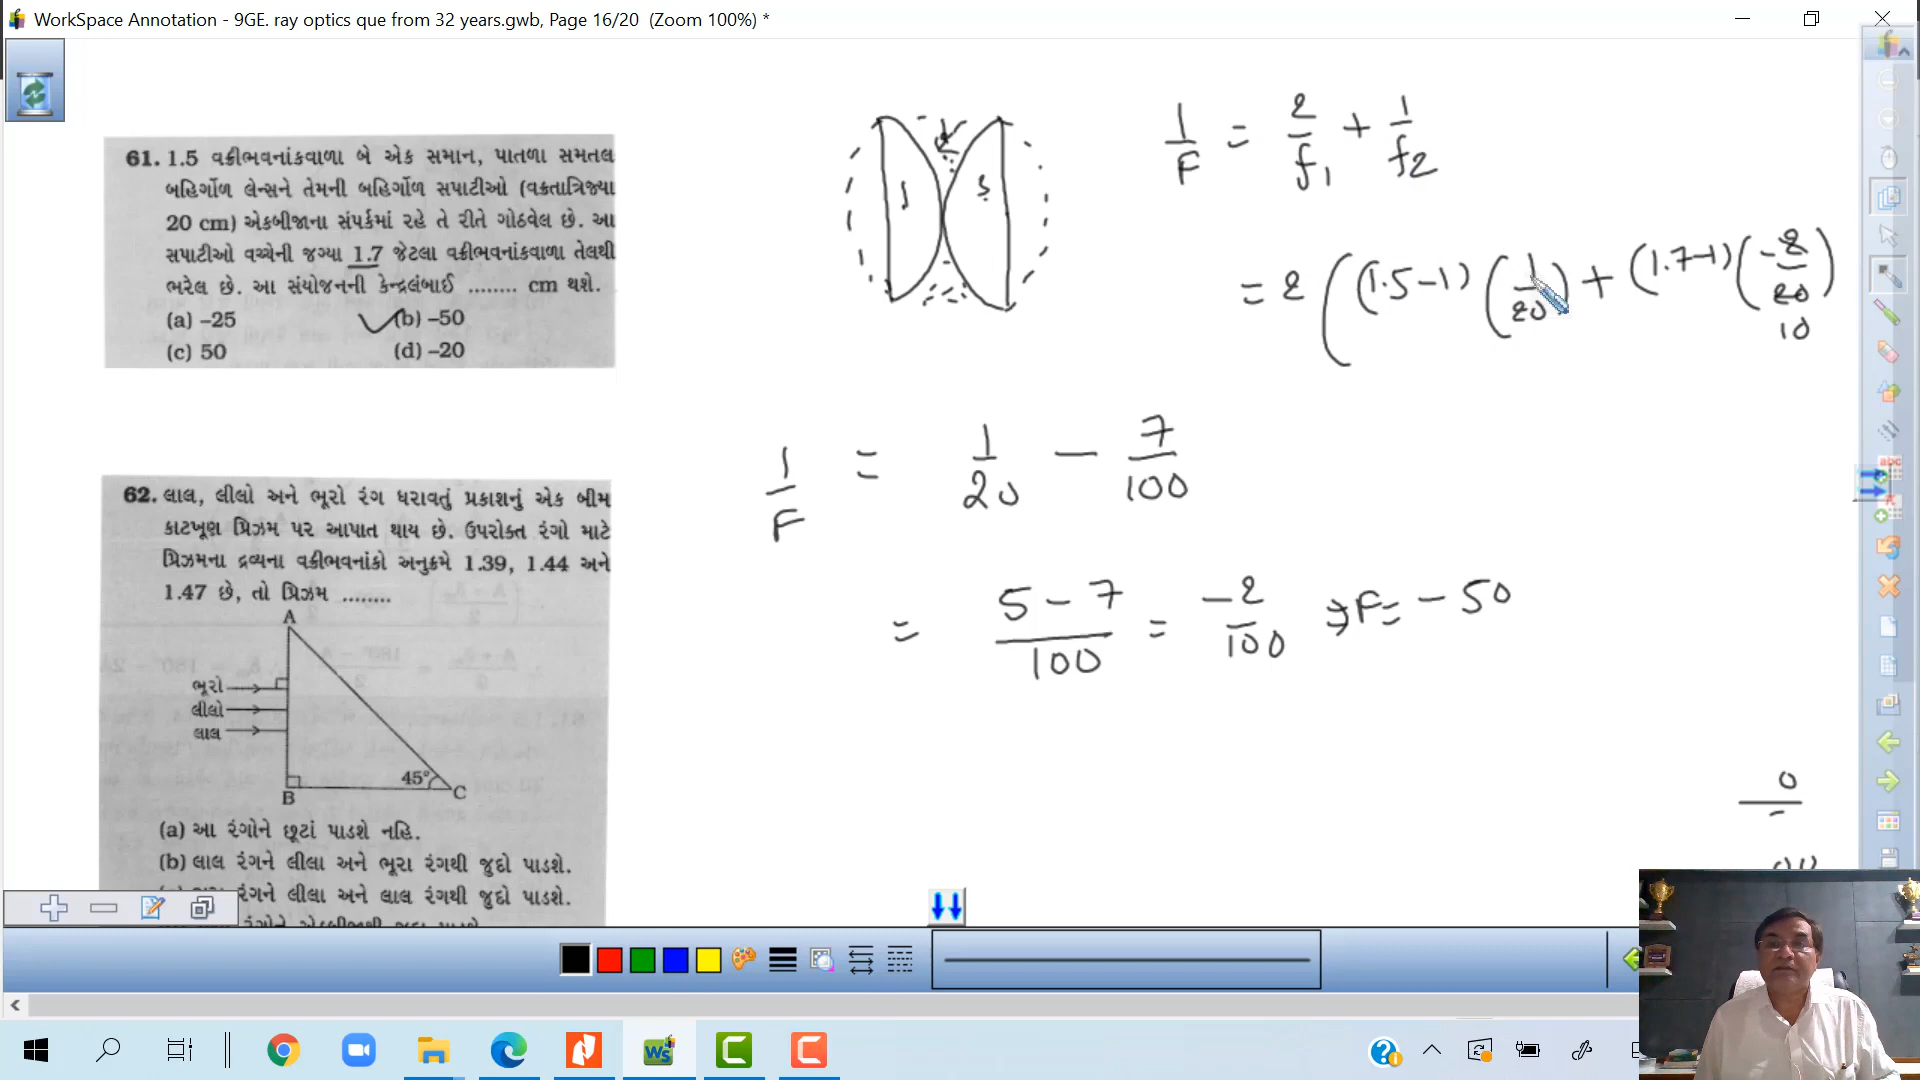 WorkSpace Annotation - 9GE. ray optics que from 32 years.gwb, Page 16/20 (Zoom 100%) *
61. 1.5 વક્રીભવનાંકવાળા બે એક સમાન, પાતળા સમતલ
બહિર્ગોળ લેન્સને તેમની બહિર્ગોળ સપાટીઓ (વક્રતાત્રિજ્યા
20 cm) એકબીજાના સંપર્કમાં રહે તે રીતે ગોઠવેલ છે. આ
સપાટીઓ વચ્ચેની જગ્યા 1.7 જેટલા વક્રીભવનાંકવાળા તેલથી
ભરેલ છે. આ સંયોજનની કેન્દ્રલંબાઈ ........ cm થશે.
(a) –25 (b) –50
(c) 50 (d) –20
1/F = 2/f1 + 1/f2
= 2 ((1.5-1)(1/20) + (1.7-1)(-2/20)
10
1/F = 1/20 - 7/100
= 5-7/100 = -2/100 ⇒ F = -50
62. લાલ, લીલો અને ભૂરો રંગ ધરાવતું પ્રકાશનું એક બીમ
કાટખૂણ પ્રિઝમ પર આપાત થાય છે. ઉપરોક્ત રંગો માટે
પ્રિઝમના દ્રવ્યના વક્રીભવનાંકો અનુક્રમે 1.39, 1.44 અને
1.47 છે, તો પ્રિઝમ ........
A
ભૂરો
લીલો
લાલ
45°
B C
(a) આ રંગોને છૂટાં પાડશે નહિ.
(b) લાલ રંગને લીલા અને ભૂરા રંગથી જુદો પાડશે.
રંગને લીલા અને લાલ રંગથી જુદો પાડશે.